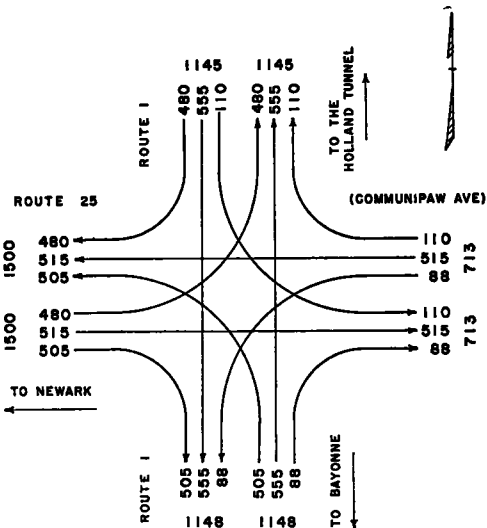 1145 1145
480 555 110 480 555 110
ROUTE 1
TO THE
HOLLAND TUNNEL
ROUTE 25
(COMMUNIPAW AVE)
1500
480
515
505
110
515
88
713
1500
480
515
505
110
515
88
713
TO NEWARK
ROUTE 1
505 555 88 505 555 88
TO BAYONNE
1148 1148